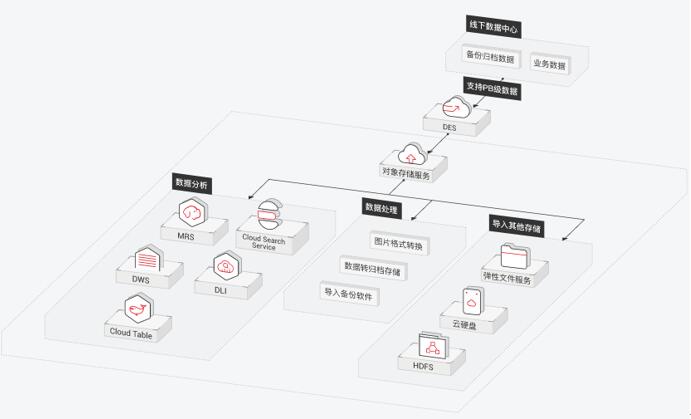 线下数据中心
备份归档数据
业务数据
支持PB级数据
DES
对象存储服务
数据分析
MRS
Cloud Search
Service
DWS
DLI
Cloud Table
数据处理
图片格式转换
数据转归档存储
导入备份软件
导入其他存储
弹性文件服务
云硬盘
HDFS